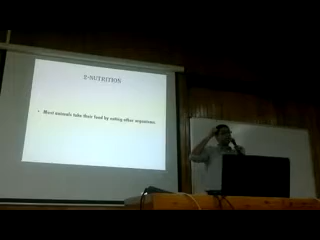 2-NUTRITION
• Most animals take their food by eating other organisms.